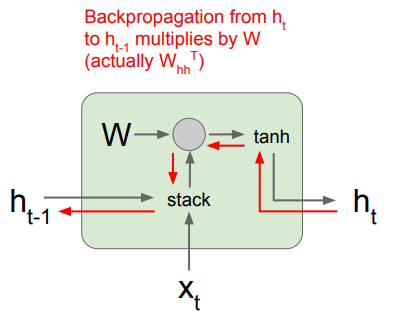 Backpropagation from h_t
to h_t-1 multiplies by W
(actually W_hh^T)
W
tanh
h_t-1
stack
h_t
x_t